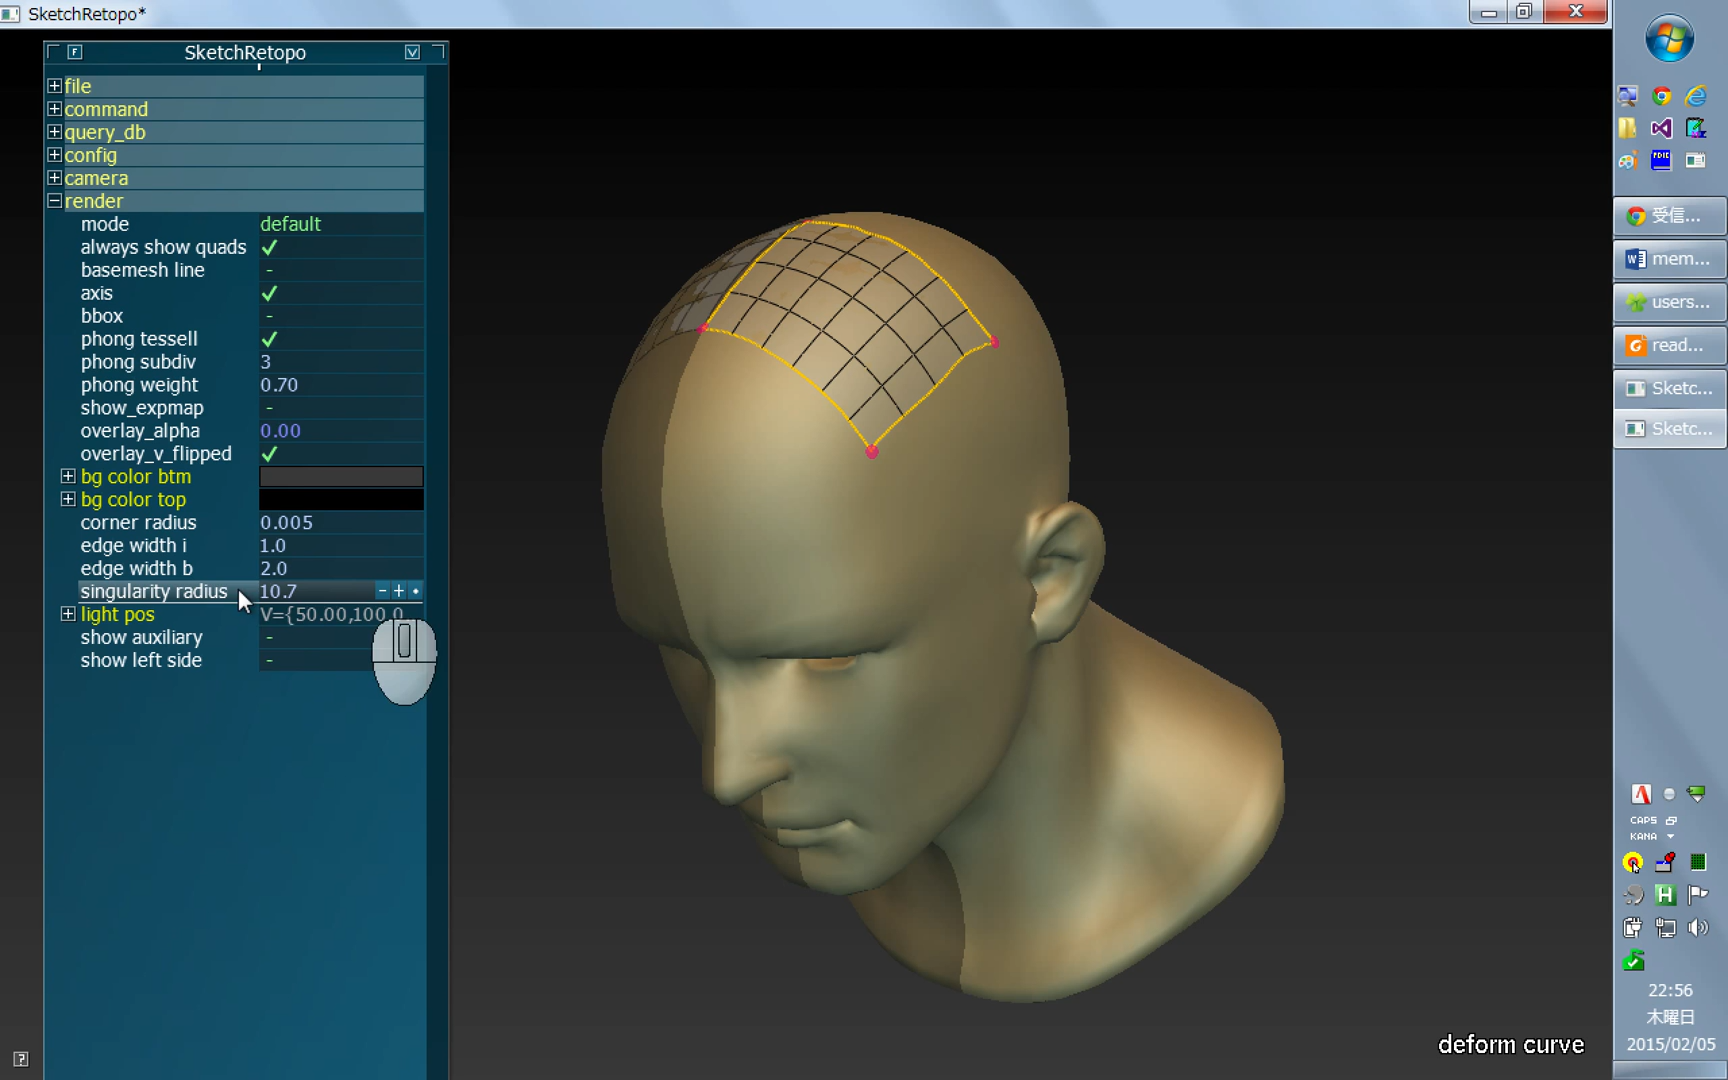 SketchRetopo*
F SketchRetopo V
file
command
query_db
config
camera
render
mode default
always show quads ✓
basemesh line -
axis ✓
bbox -
phong tessell ✓
phong subdiv 3
phong weight 0.70
show_expmap -
overlay_alpha 0.00
overlay_v_flipped ✓
bg color btm
bg color top
corner radius 0.005
edge width i 1.0
edge width b 2.0
singularity radius 10.7
light pos V={50.00,100.0
show auxiliary -
show left side -
?
deform curve
PDIC
受信...
W mem...
users...
read...
Sketc...
Sketc...
CAPS
KANA
H
22:56
木曜日
2015/02/05